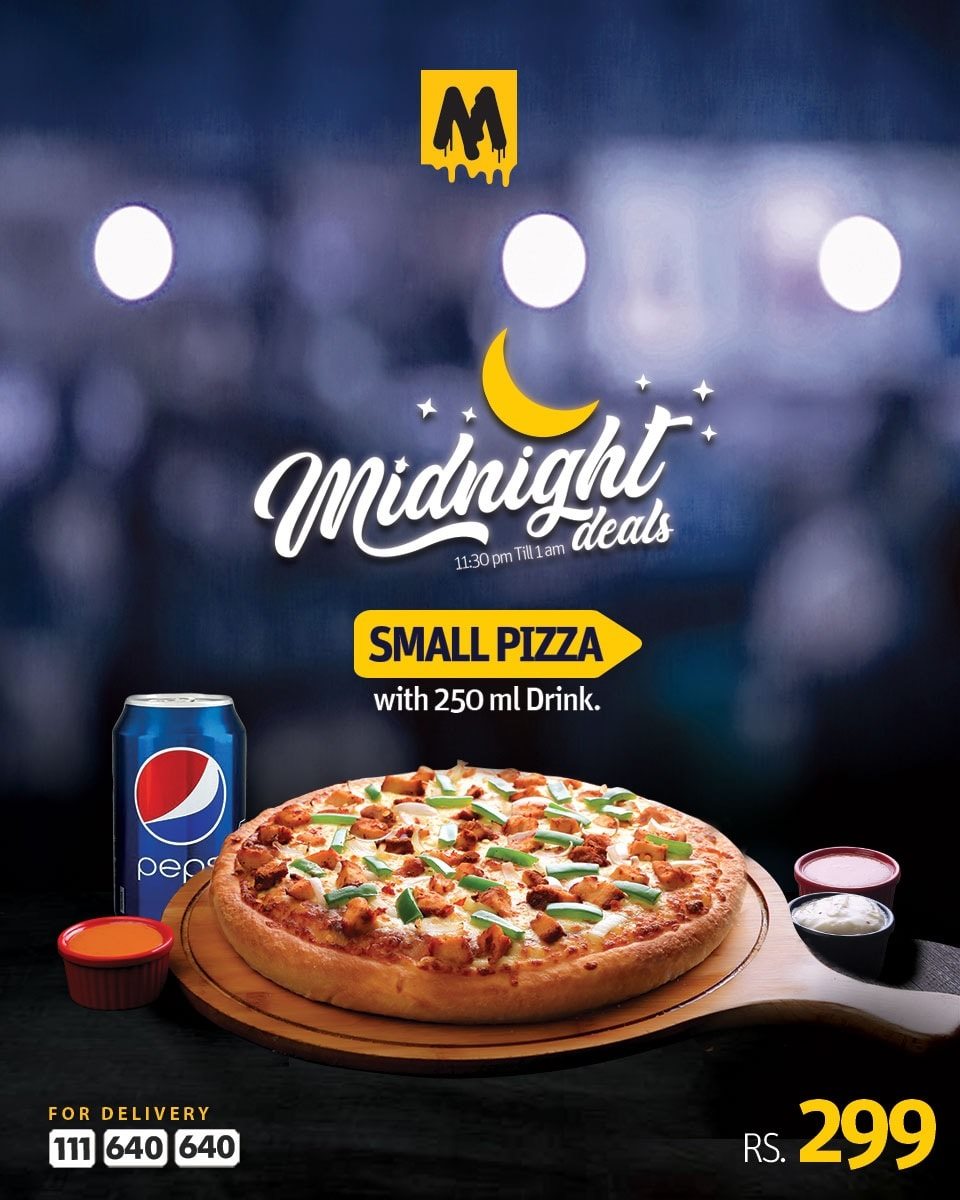 M
Midnight
deals
11:30 pm Till 1 am
SMALL PIZZA
with 250 ml Drink.
peps
FOR DELIVERY
111 640 640
RS. 299